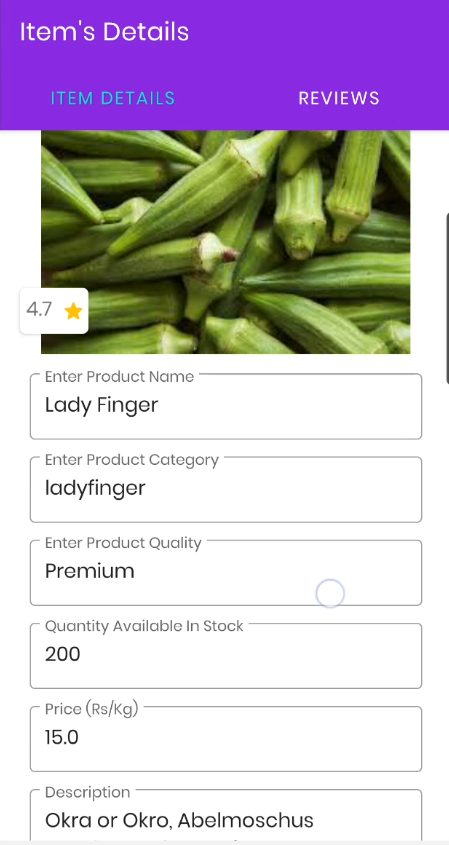 Item's Details
ITEM DETAILS
REVIEWS
4.7
Enter Product Name
Lady Finger
Enter Product Category
ladyfinger
Enter Product Quality
Premium
Quantity Available In Stock
200
Price (Rs/Kg)
15.0
Description
Okra or Okro, Abelmoschus